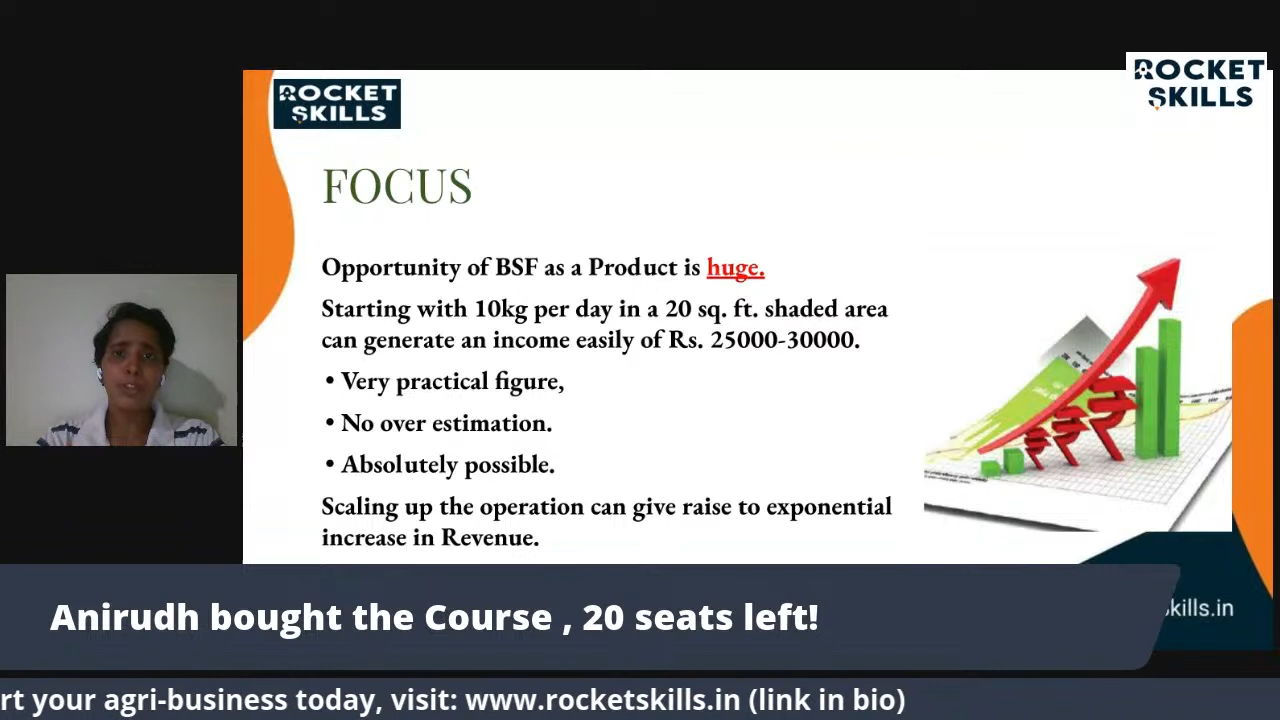 ROCKET
SKILLS
ROCKET
SKILLS
FOCUS
Opportunity of BSF as a Product is huge.
Starting with 10kg per day in a 20 sq. ft. shaded area
can generate an income easily of Rs. 25000-30000.
• Very practical figure,
• No over estimation.
• Absolutely possible.
Scaling up the operation can give raise to exponential
increase in Revenue.
kills.in
Anirudh bought the Course , 20 seats left!
rt your agri-business today, visit: www.rocketskills.in (link in bio)